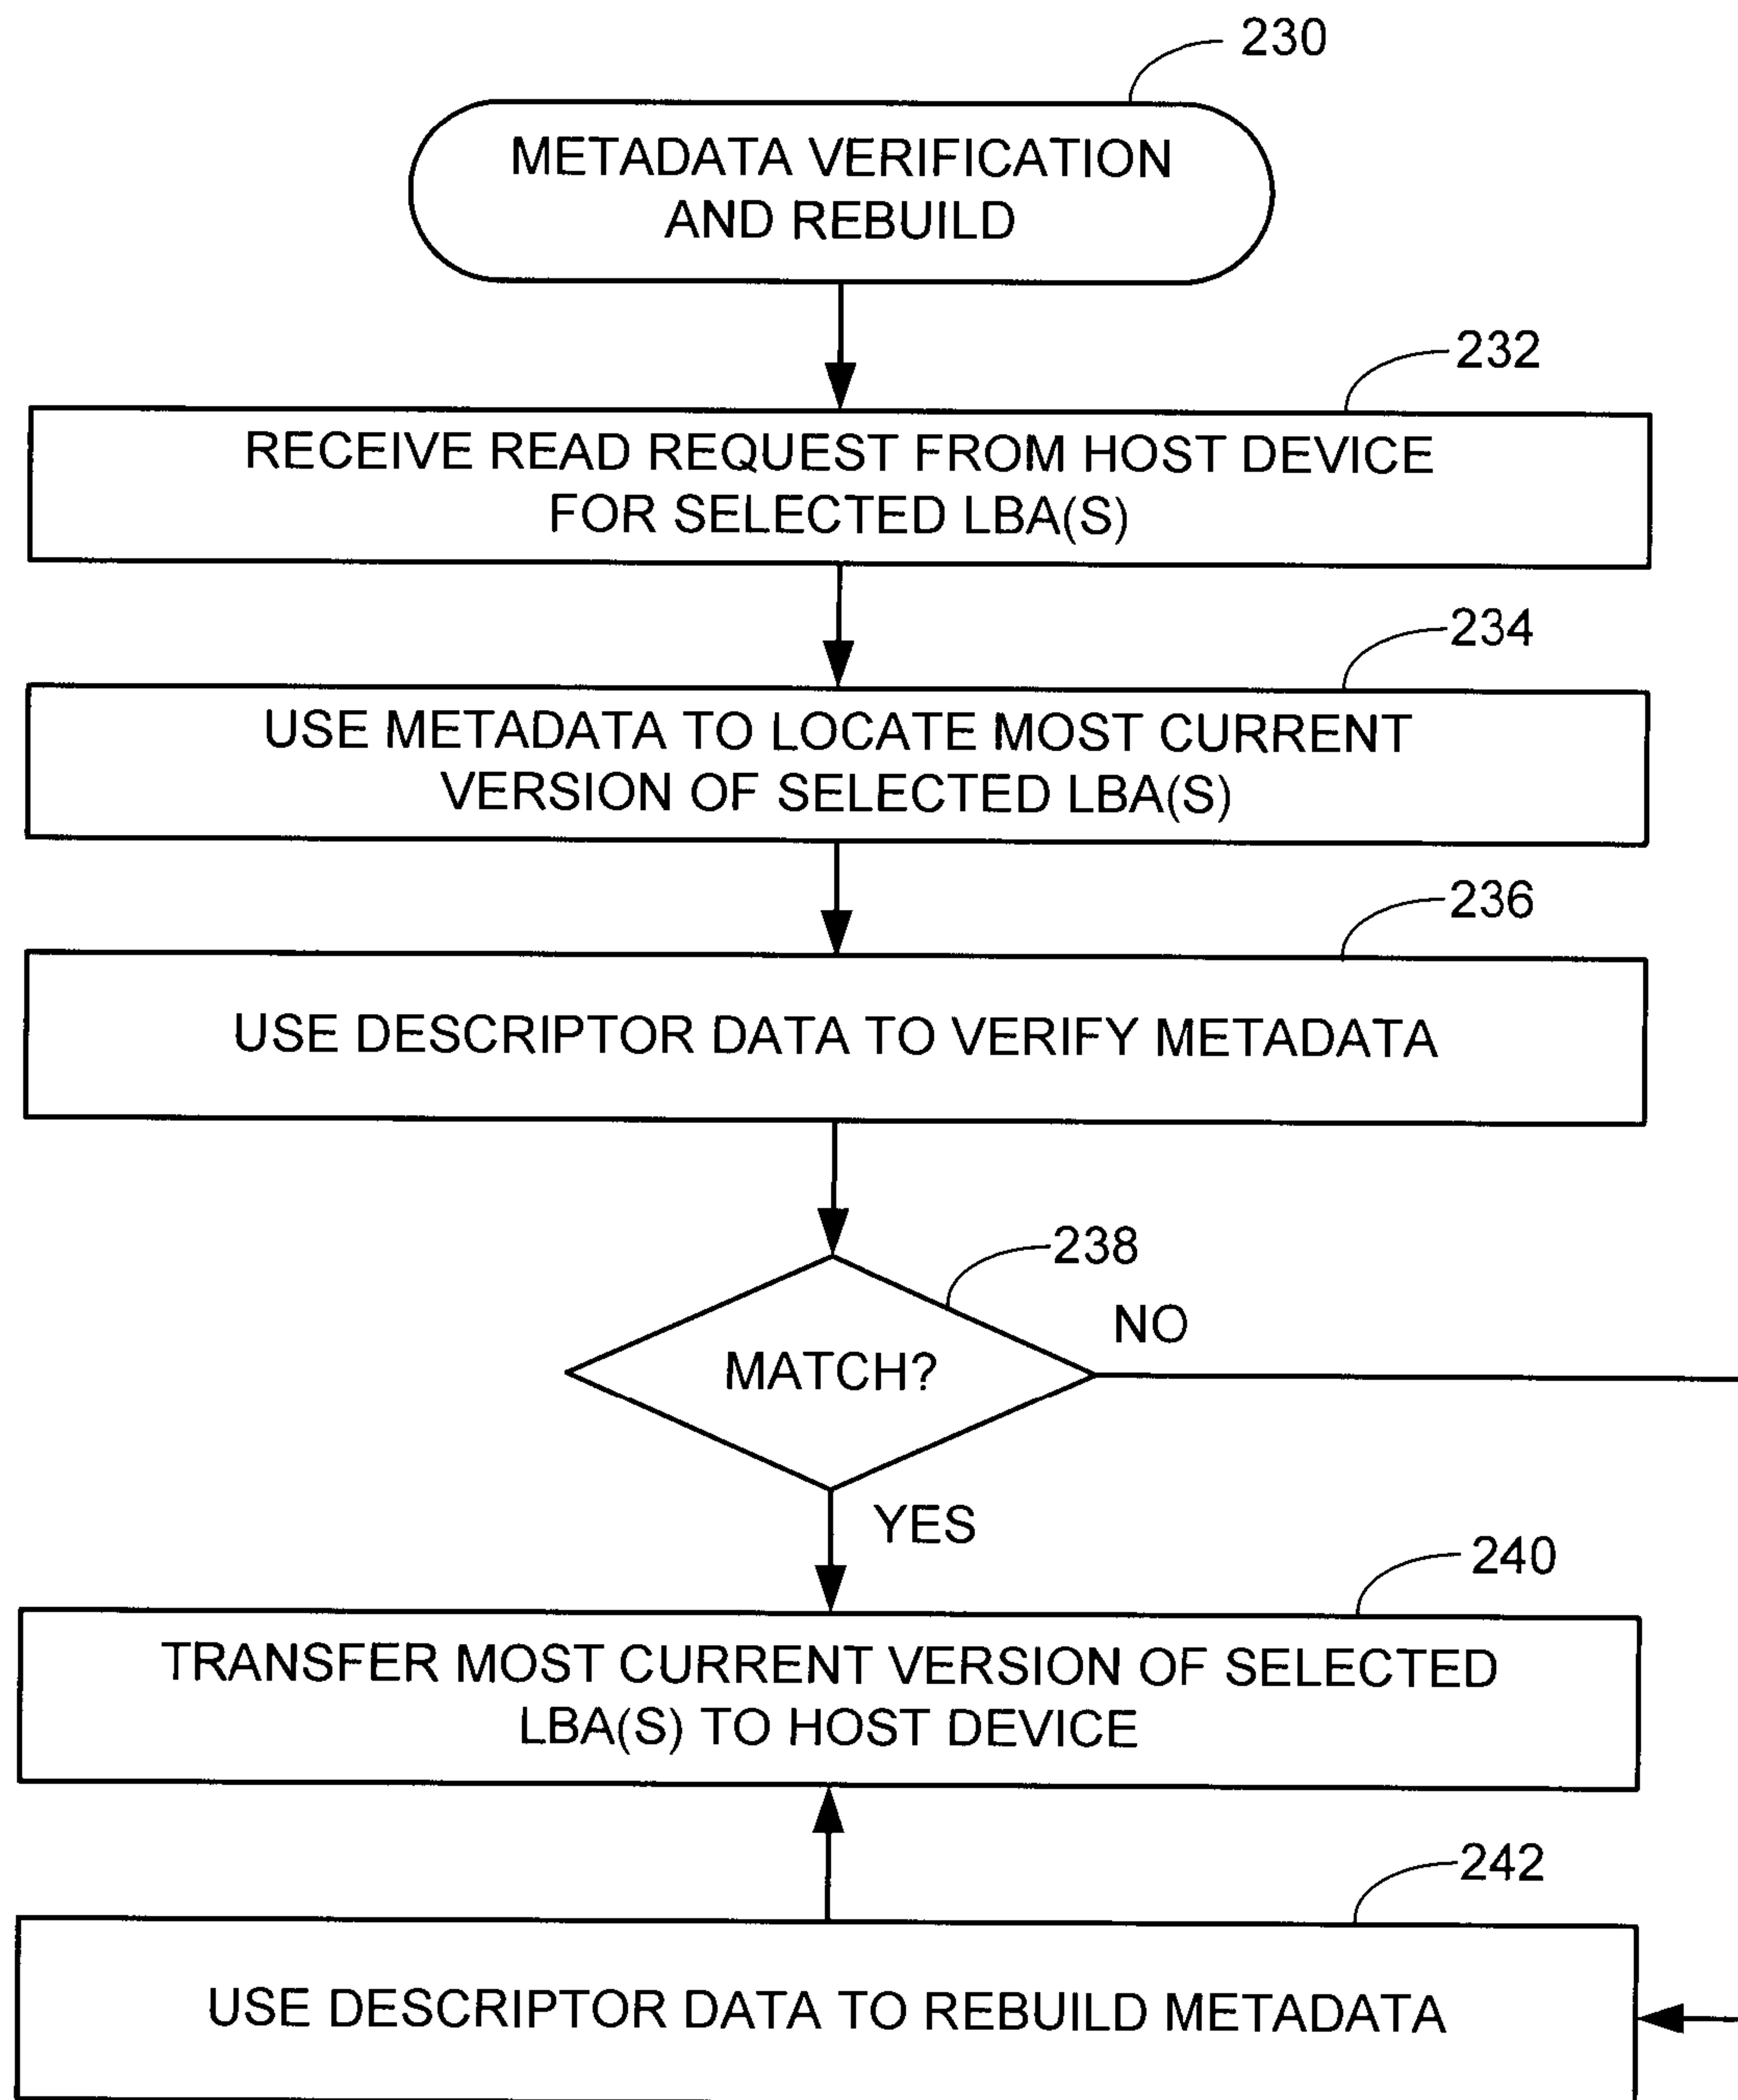 230
METADATA VERIFICATION
AND REBUILD
232
RECEIVE READ REQUEST FROM HOST DEVICE
FOR SELECTED LBA(S)
234
USE METADATA TO LOCATE MOST CURRENT
VERSION OF SELECTED LBA(S)
236
USE DESCRIPTOR DATA TO VERIFY METADATA
238
NO
MATCH?
YES
240
TRANSFER MOST CURRENT VERSION OF SELECTED
LBA(S) TO HOST DEVICE
242
USE DESCRIPTOR DATA TO REBUILD METADATA